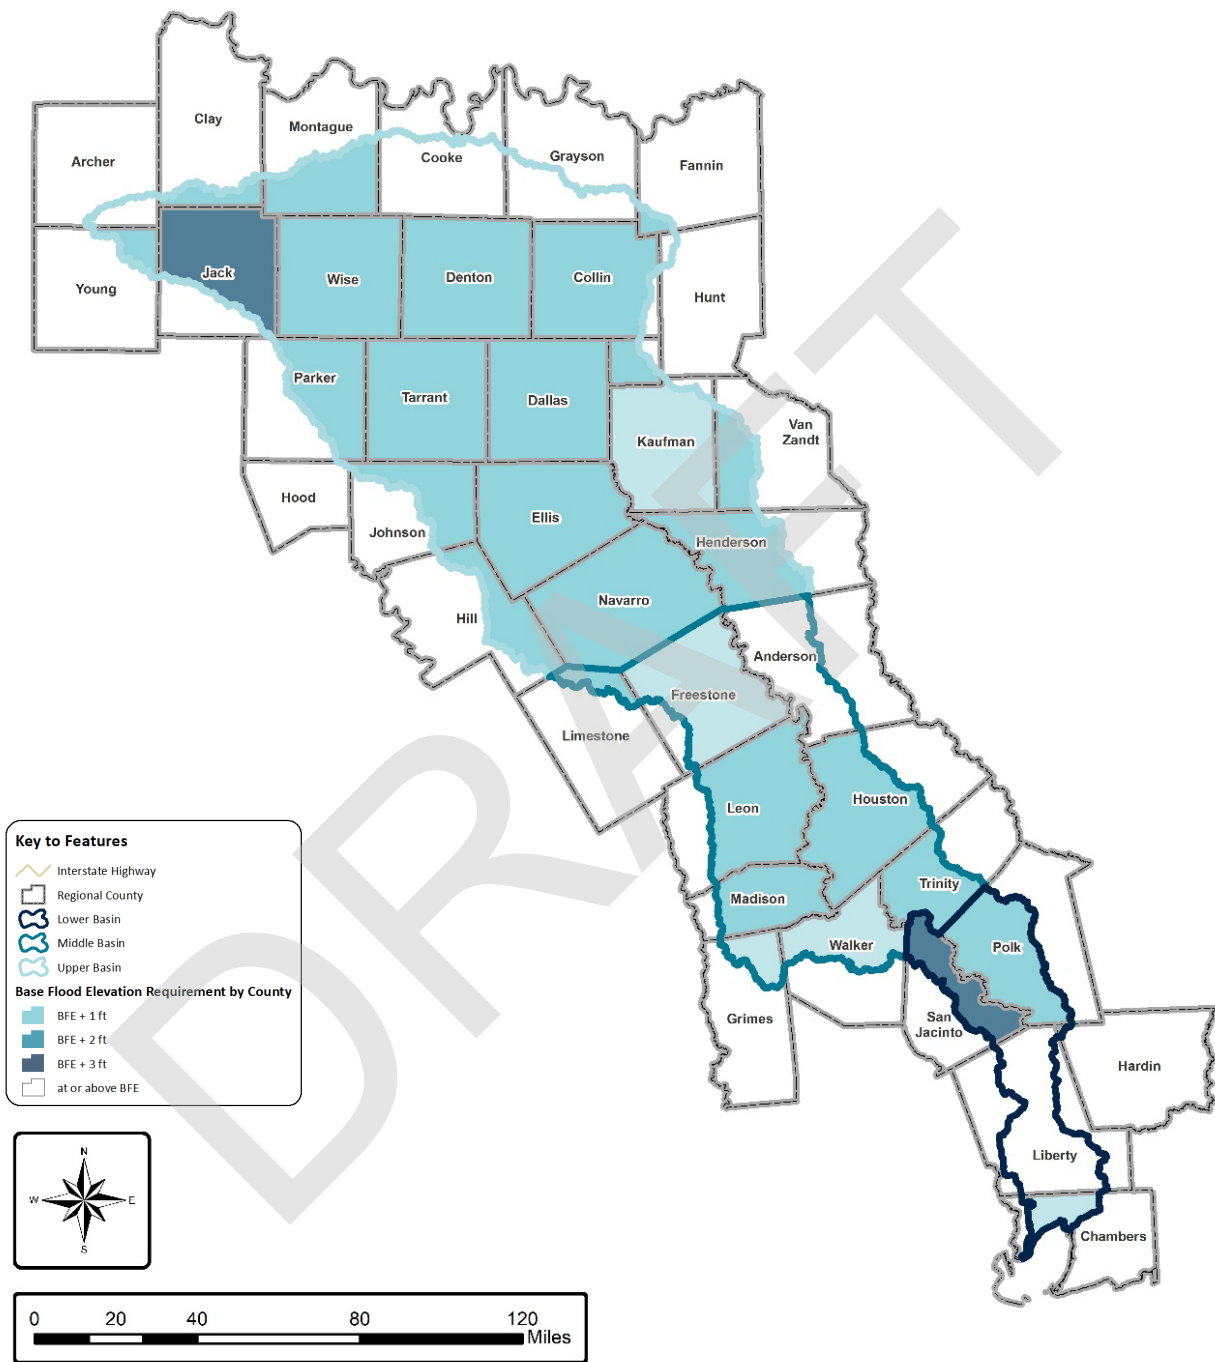 Clay
Montague
Archer
Cooke
Grayson
Fannin
Young
Jack
Wise
Denton
Collin
Hunt
Parker
Tarrant
Dallas
Kaufman
Van
Zandt
Hood
Johnson
Ellis
Henderson
Navarro
Hill
Anderson
Freestone
Limestone
Leon
Houston
Trinity
Madison
Walker
Polk
Grimes
San
Jacinto
Hardin
Liberty
Chambers
DRAFT
Key to Features
Interstate Highway
Regional County
Lower Basin
Middle Basin
Upper Basin
Base Flood Elevation Requirement by County
BFE + 1 ft
BFE + 2 ft
BFE + 3 ft
at or above BFE
N
W E
S
0 20 40 80 120
Miles